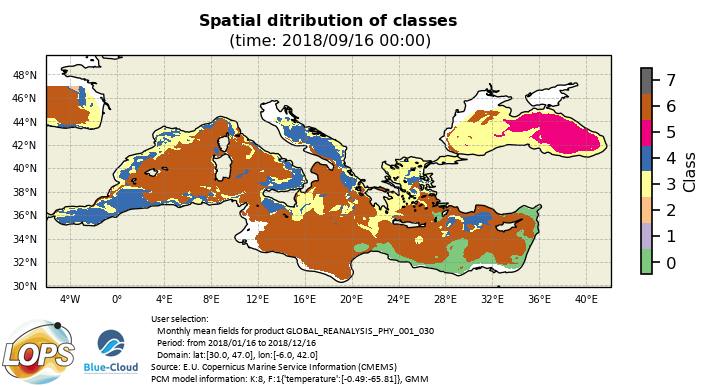 Spatial ditribution of classes
(time: 2018/09/16 00:00)
48°N
46°N
44°N
42°N
40°N
38°N
36°N
34°N
32°N
30°N
4°W 0° 4°E 8°E 12°E 16°E 20°E 24°E 28°E 32°E 36°E 40°E
7
6
5
4
3
2
1
0
Class
LOPS
Blue-Cloud
User selection:
Monthly mean fields for product GLOBAL_REANALYSIS_PHY_001_030
Period: from 2018/01/16 to 2018/12/16
Domain: lat:[30.0, 47.0], lon:[-6.0, 42.0]
Source: E.U. Copernicus Marine Service Information (CMEMS)
PCM model information: K:8, F:1{'temperature':[-0.49:-65.81]}, GMM